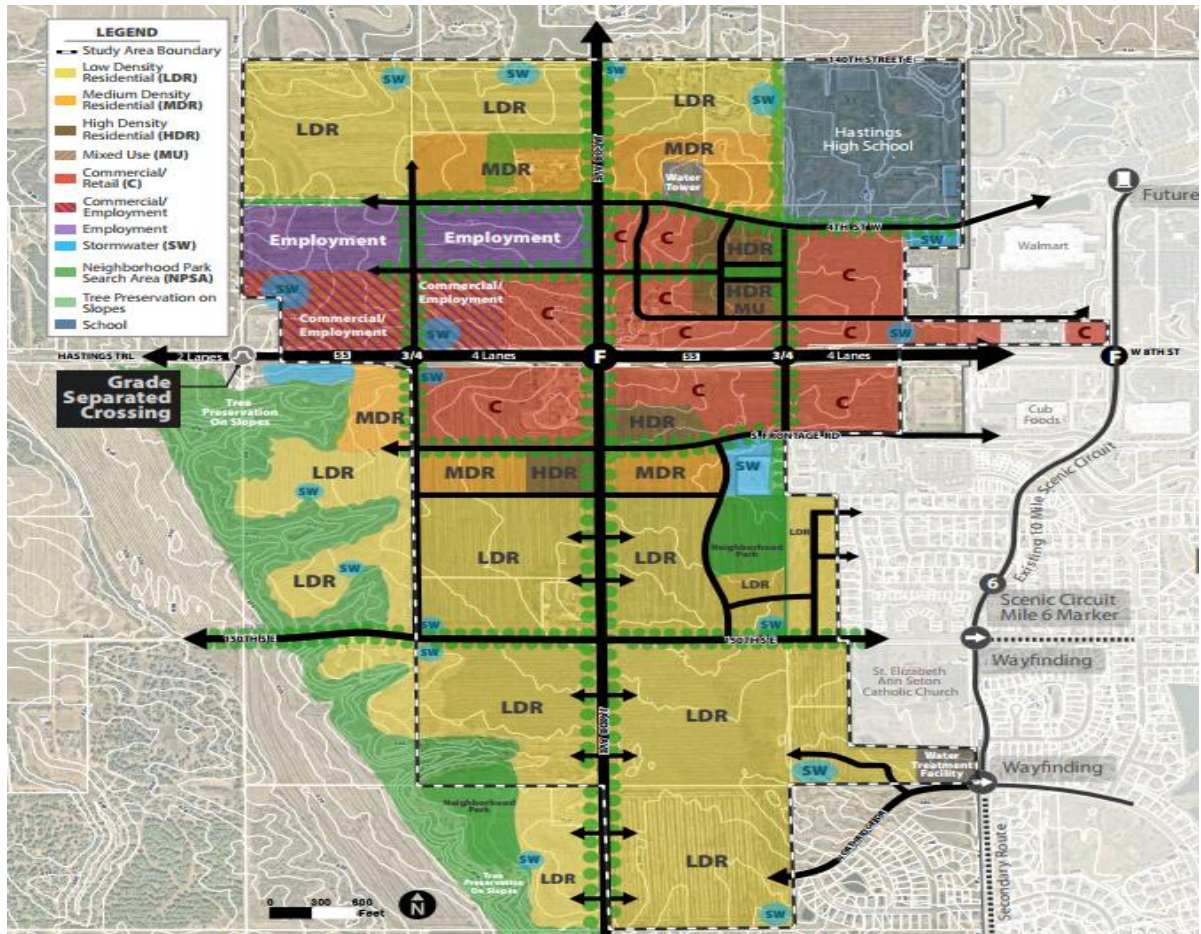 LEGEND
Study Area Boundary
Low Density
Residential (LDR)
Medium Density
Residential (MDR)
High Density
Residential (HDR)
Mixed Use (MU)
Commercial/
Retail (C)
Commercial/
Employment
Employment
Stormwater (SW)
Neighborhood Park
Search Area (NPSA)
Tree Preservation on
Slopes
School
140TH STREET E
SW
SW
SW
SW
LDR
LDR
LDR
Hastings
High School
MDR
MDR
Water
Tower
Future
4TH ST W
SW
Employment
Employment
C
C
HDR
Walmart
Commercial/
Employment
SW
Commercial/
Employment
SW
C
C
HDR
MU
C
C
C
SW
C
HASTINGS TRL
2 Lanes
55
3/4
4 Lanes
F
55
3/4
4 Lanes
F
W 8TH ST
Grade
Separated
Crossing
Tree
Preservation
On Slopes
MDR
SW
C
C
C
HDR
Cub
Foods
S. FRONTAGE RD
LDR
SW
MDR
HDR
MDR
SW
Existing 10 Mile Scenic Circuit
LDR
LDR
LDR
Neighborhood
Park
LDR
LDR
SW
6
Scenic Circuit
Mile 6 Marker
SW
SW
150TH S E
150TH S E
SW
Wayfinding
St. Elizabeth
Ann Seton
Catholic Church
LDR
LDR
Water
Treatment
Facility
SW
Wayfinding
Neighborhood
Park
LDR
SW
LDR
Tree
Preservation
On Slopes
SW
Secondary Route
0 300 600
Feet
N